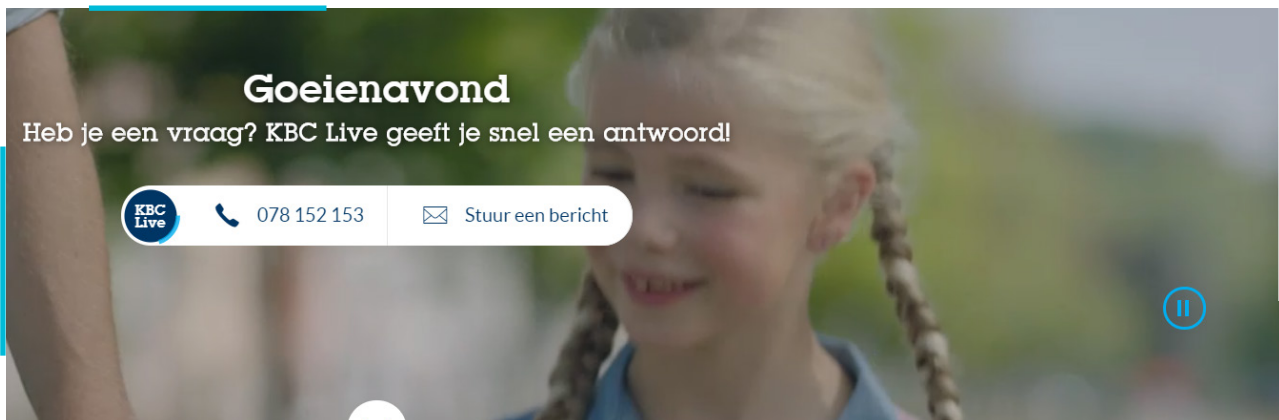 Goeienavond
Heb je een vraag? KBC Live geeft je snel een antwoord!
KBC
Live
078 152 153
Stuur een bericht